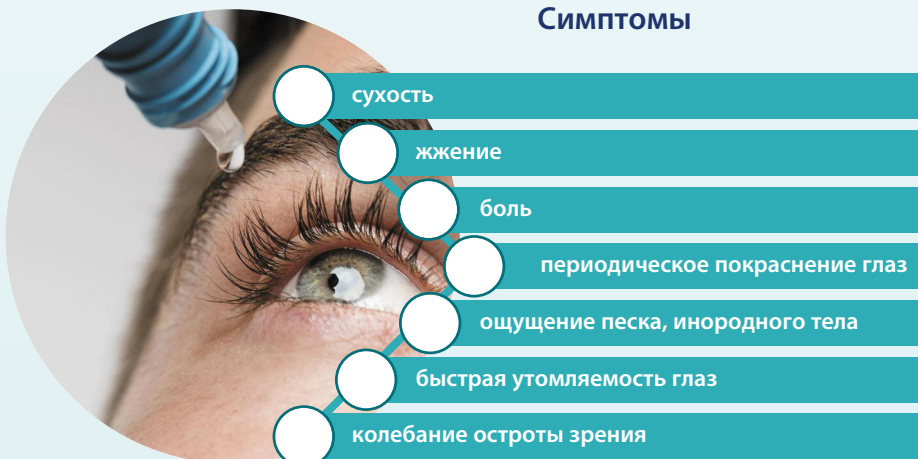 Симптомы
сухость
жжение
боль
периодическое покраснение глаз
ощущение песка, инородного тела
быстрая утомляемость глаз
колебание остроты зрения